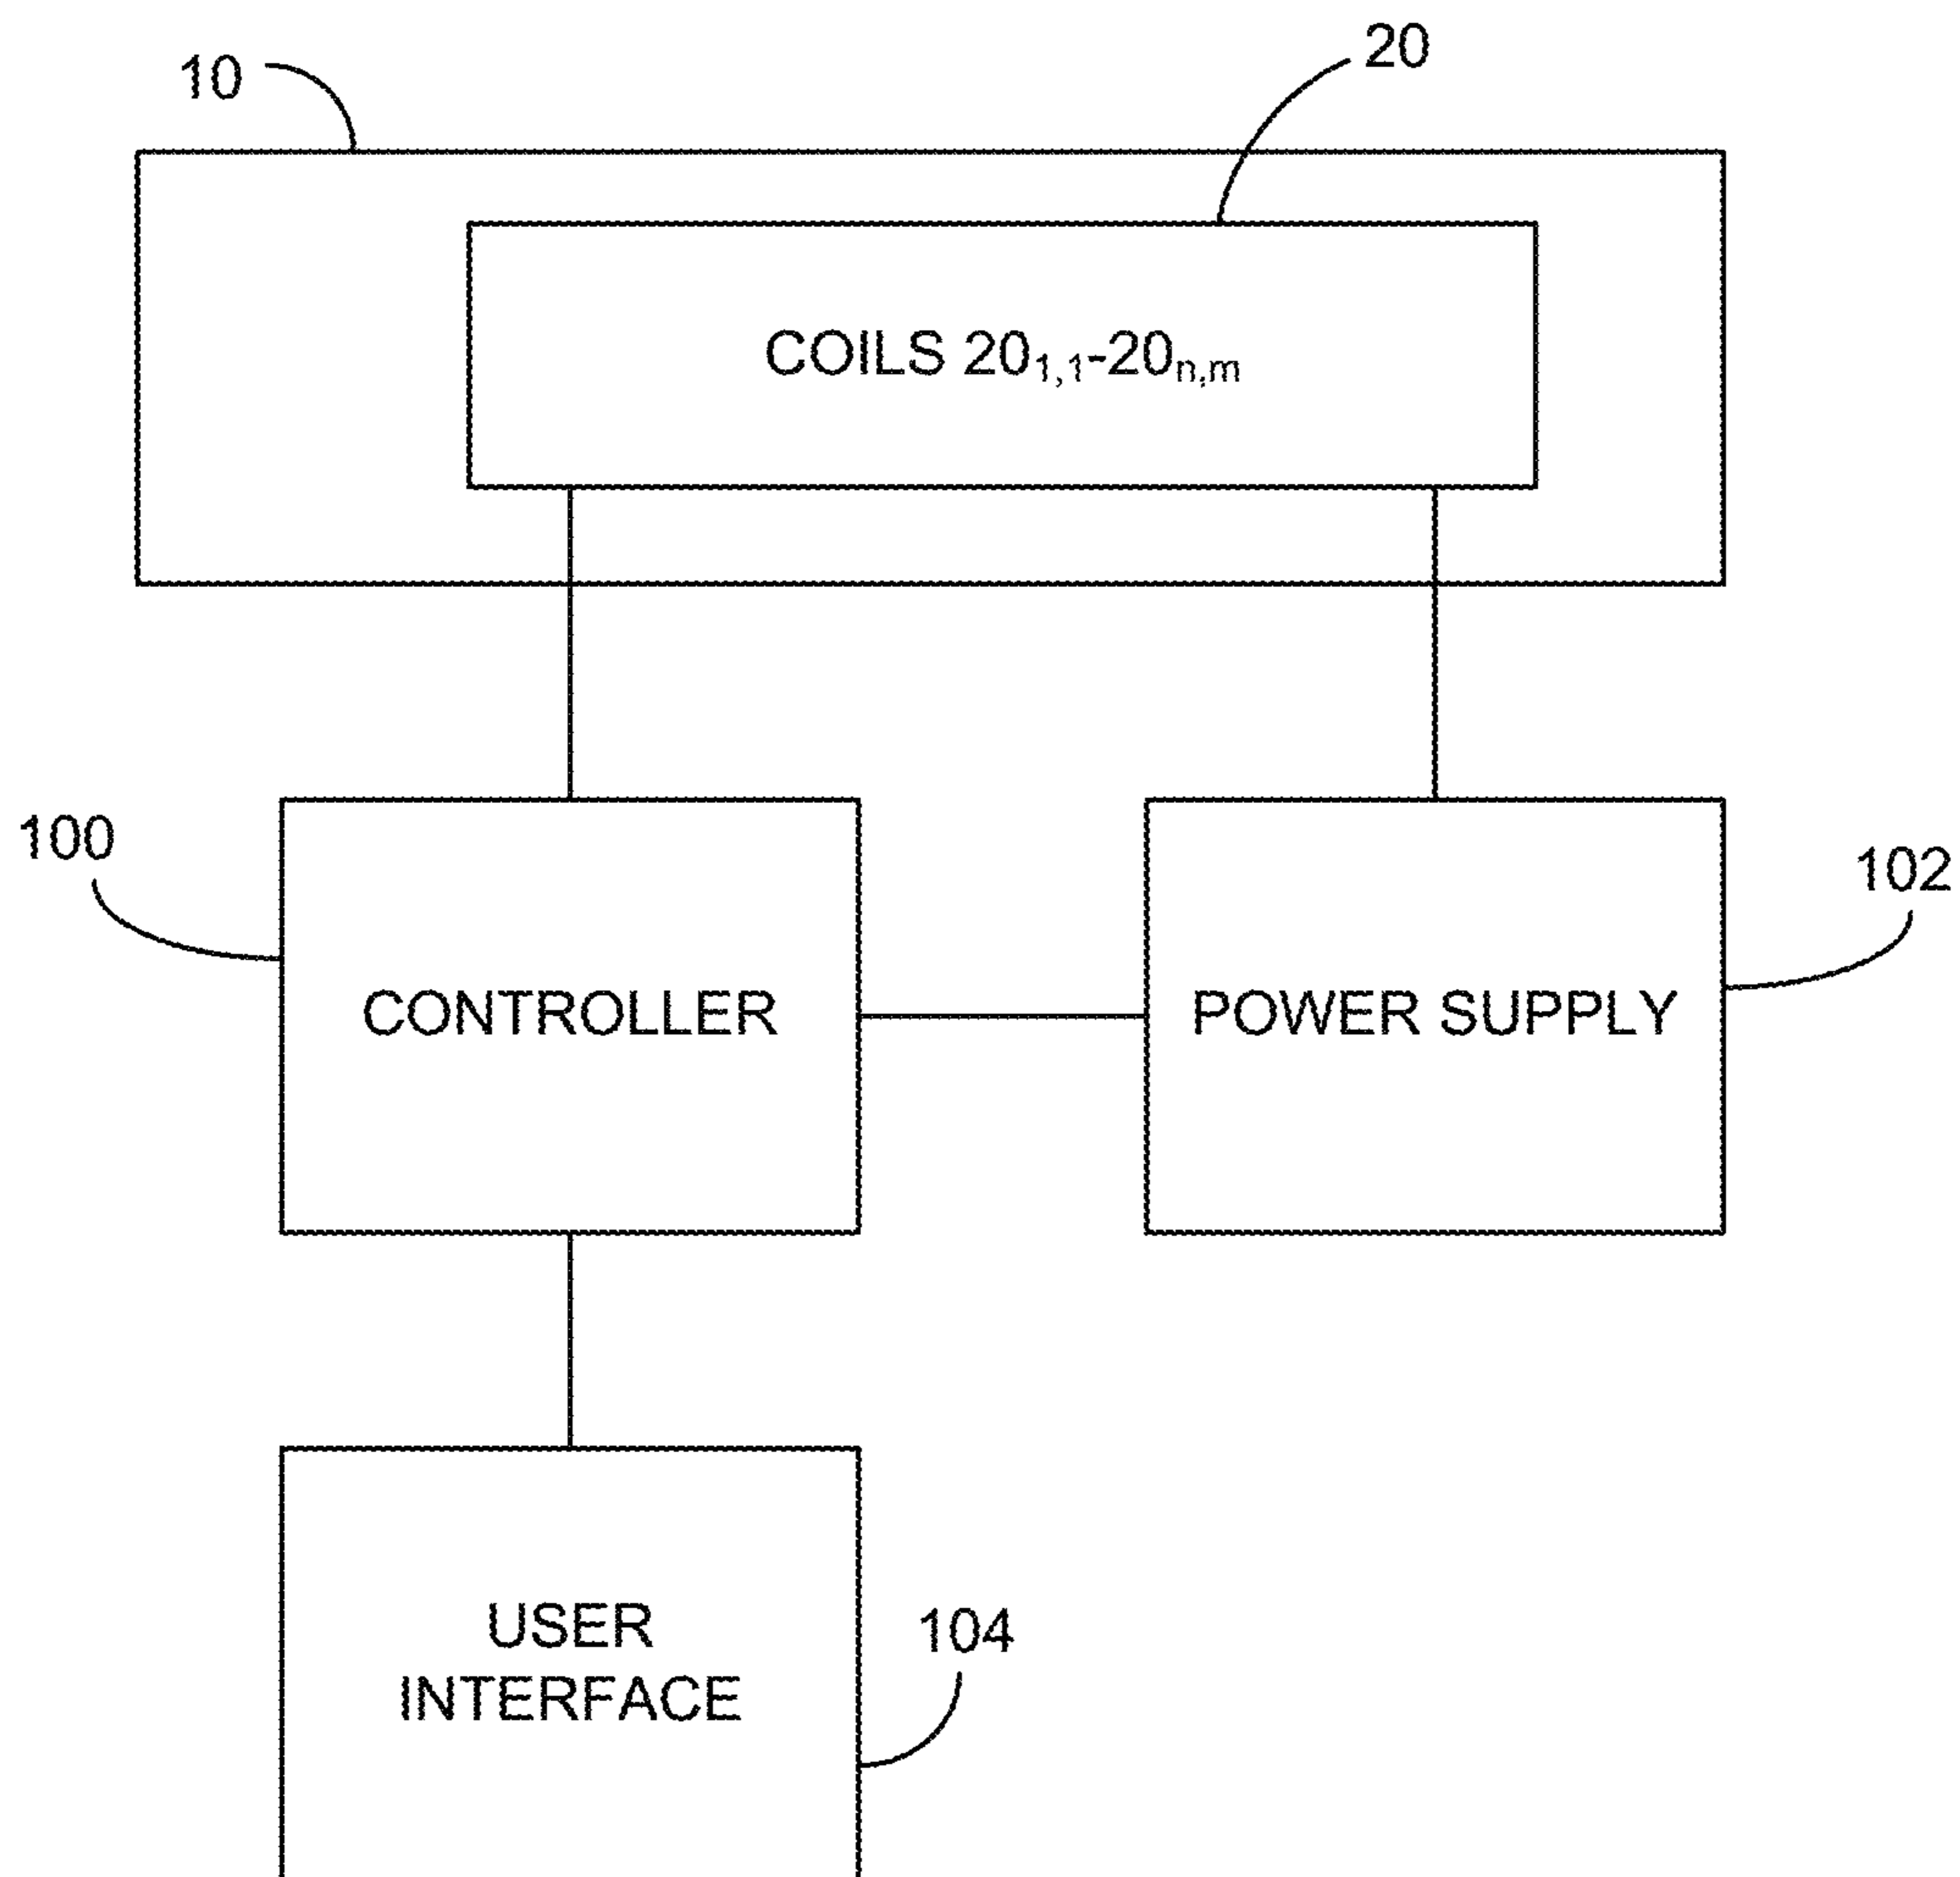 10
20
COILS 20₁,₁-20ₙ,ₘ
100
102
CONTROLLER
POWER SUPPLY
USER
INTERFACE
104